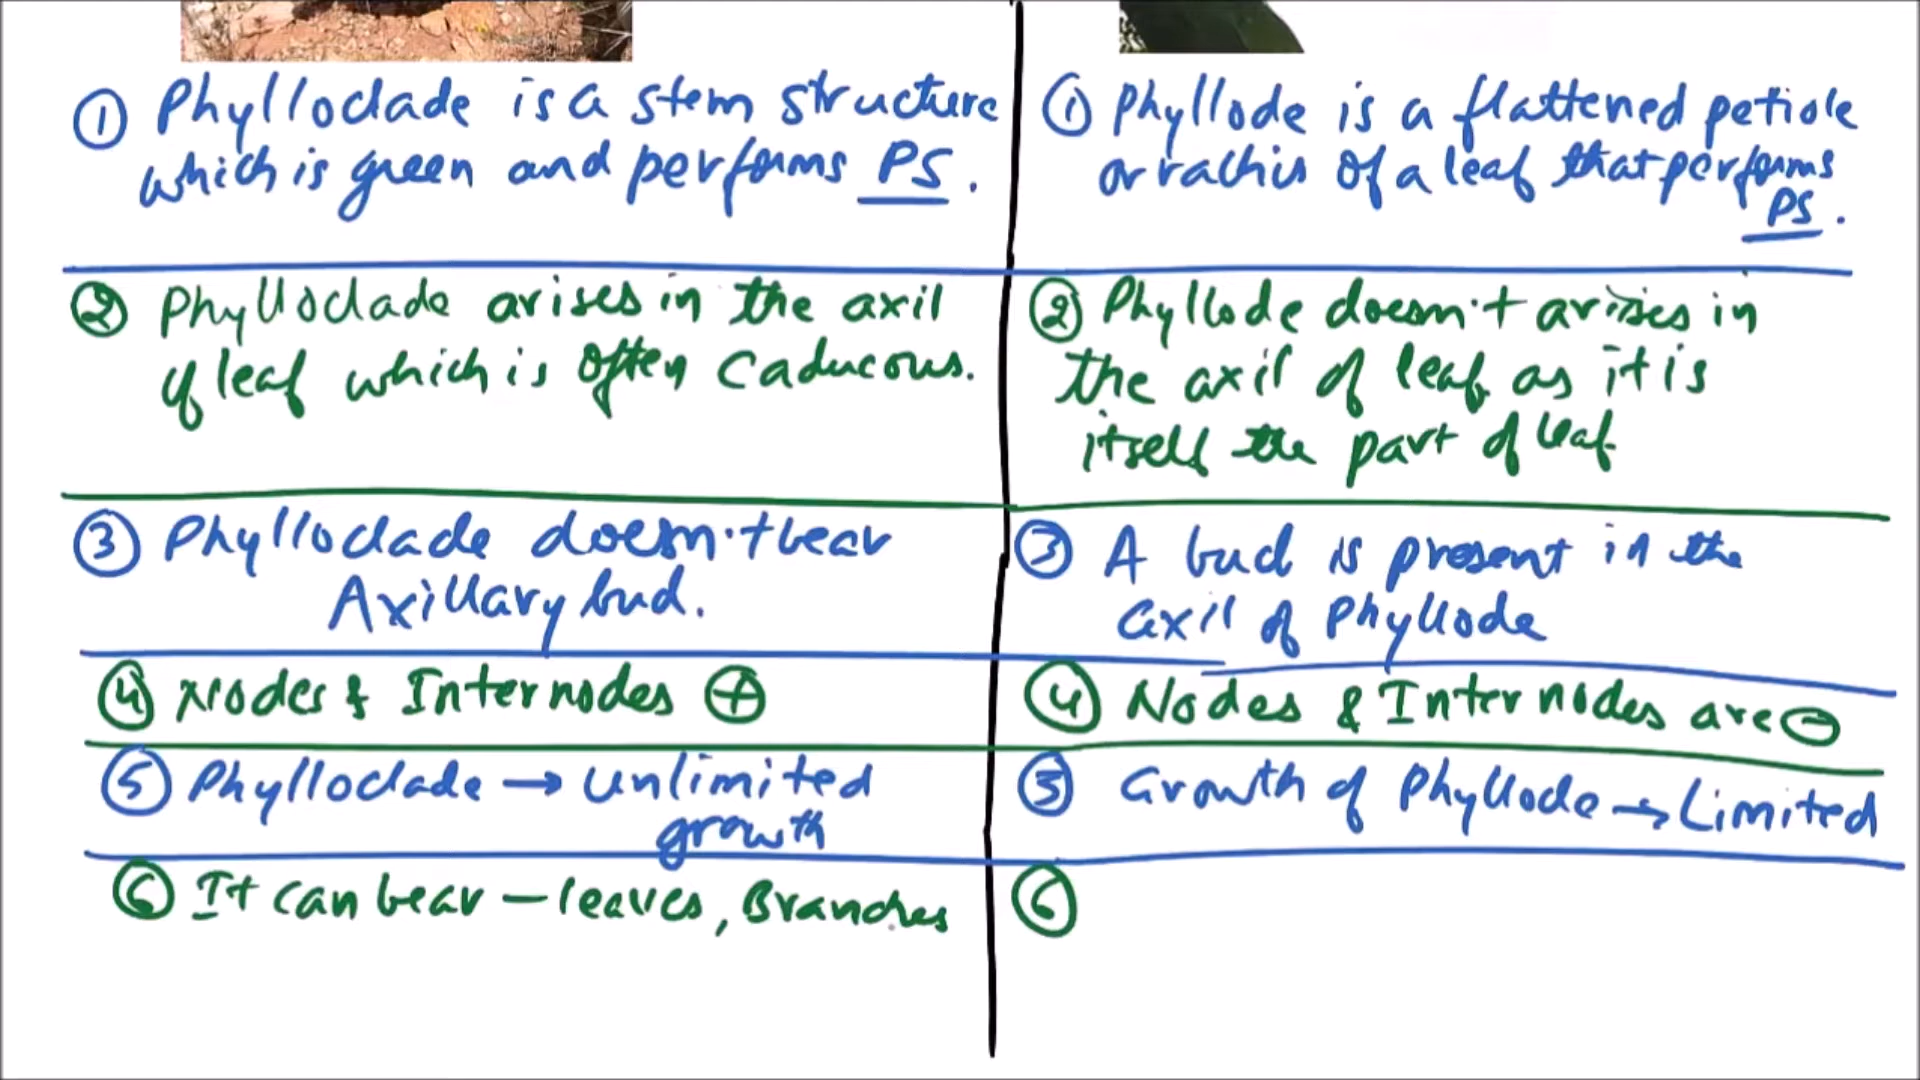 ① Phylloclade is a stem structure
which is green and performs PS.
② Phylloclade arises in the axil
of leaf which is often Caducous.
③ Phylloclade doesn't bear
Axillary bud.
④ Nodes & Internodes ⊕
⑤ Phylloclade → Unlimited
growth
⑥ It can bear – leaves, Branches
① Phyllode is a flattened petiole
or rachis of a leaf that performs
PS.
② Phyllode doesn't arises in
the axil of leaf as it is
itself the part of leaf
③ A bud is present in the
axil of Phyllode
④ Nodes & Internodes are ⊖
⑤ Growth of Phyllode → Limited
⑥